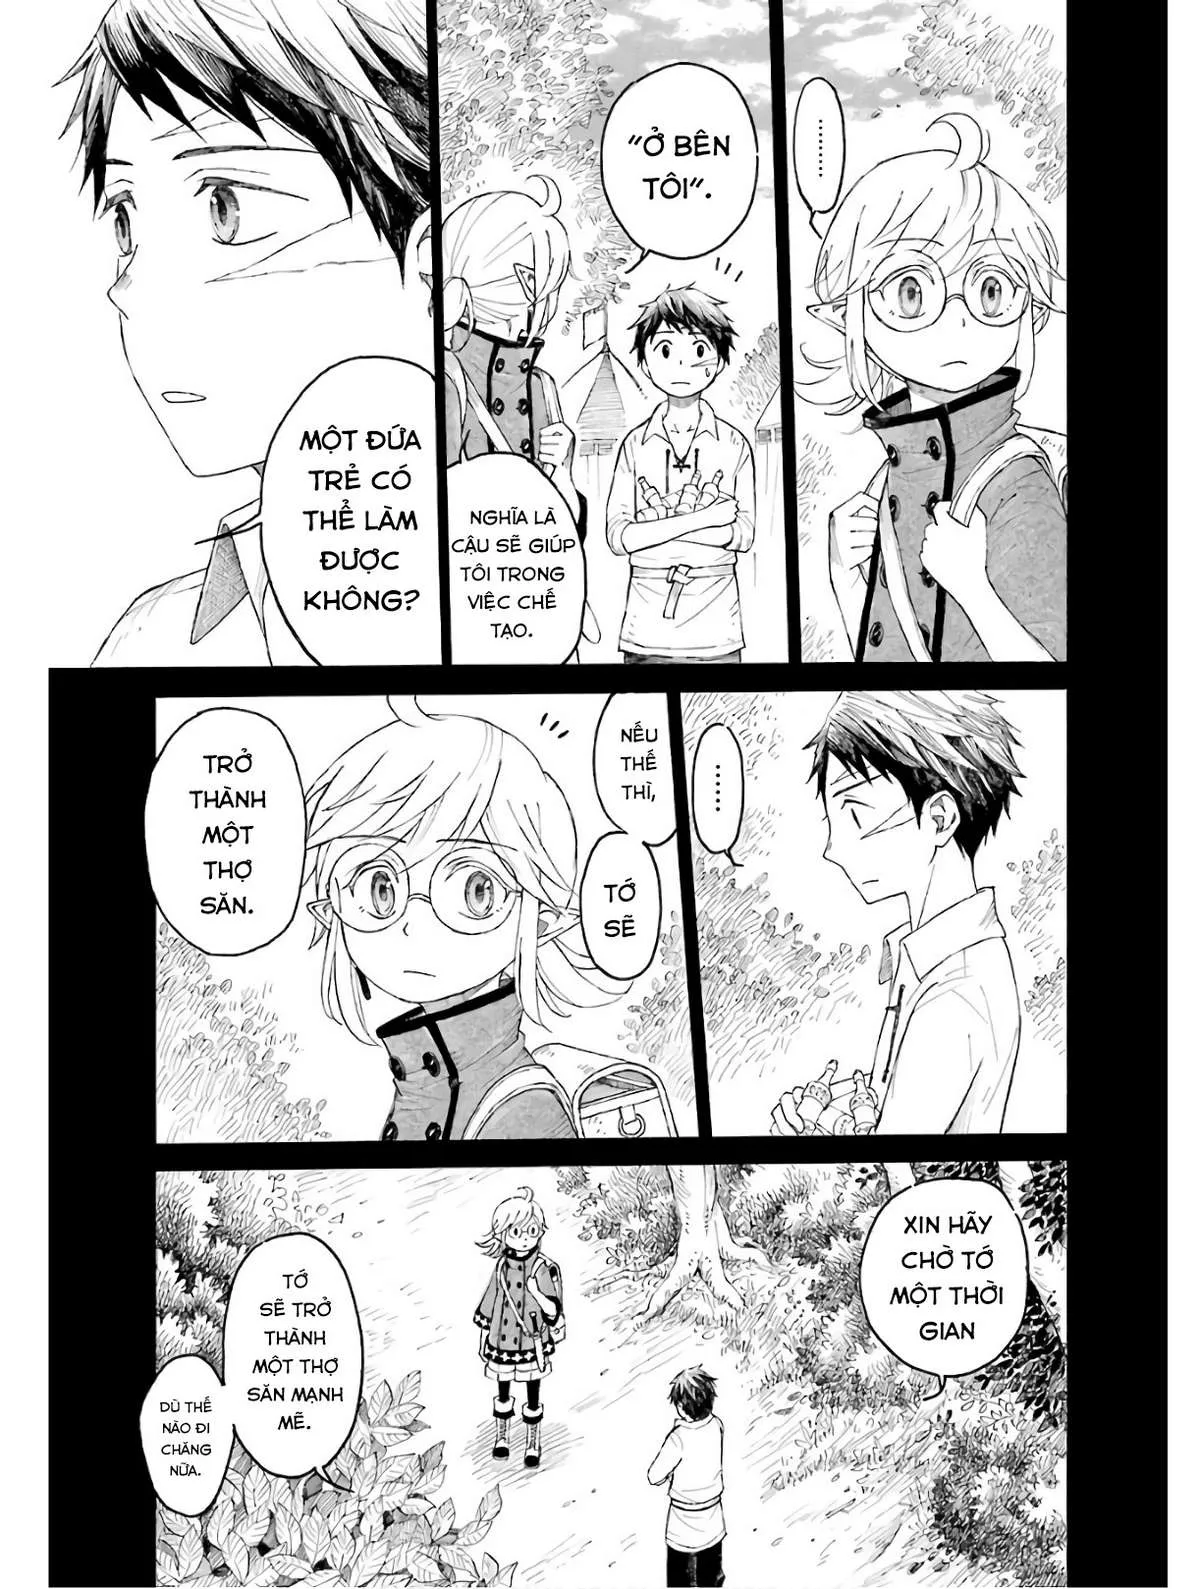 .......
"Ở BÊN
TÔI".
NGHĨA LÀ
CẬU SẼ GIÚP
TÔI TRONG
VIỆC CHẾ
TẠO.
MỘT ĐỨA
TRẺ CÓ
THỂ LÀM
ĐƯỢC
KHÔNG?
......
NẾU
THẾ
THÌ,
TỚ
SẼ
TRỞ
THÀNH
MỘT
THỢ
SĂN.
XIN HÃY
CHỜ TỚ
MỘT THỜI
GIAN
TỚ
SẼ TRỞ
THÀNH
MỘT THỢ
SĂN MẠNH
MẼ.
DÙ THẾ
NÀO ĐI
CHĂNG
NỮA.